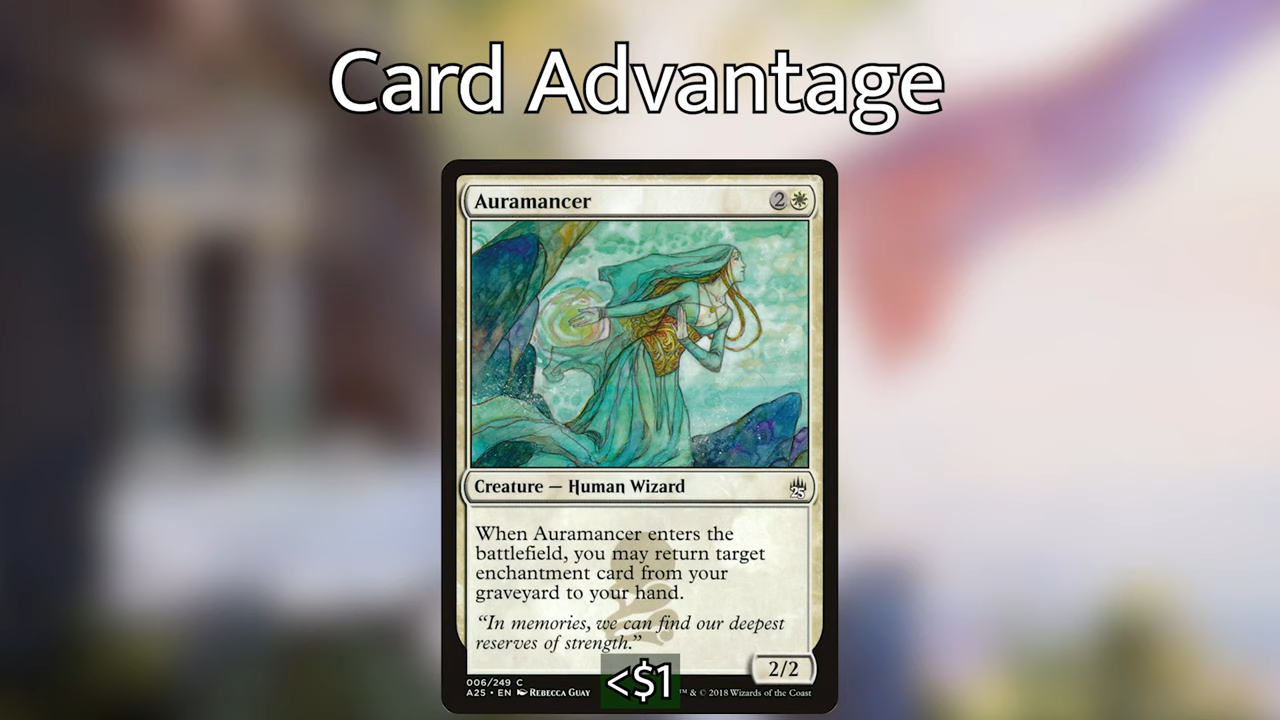 Card Advantage
Auramancer 2
Creature — Human Wizard
25
When Auramancer enters the
battlefield, you may return target
enchantment card from your
graveyard to your hand.
“In memories, we can find our deepest
reserves of strength.”
2/2
006/249 C
A25 • EN Rebecca Guay
<$1
™ & © 2018 Wizards of the Coast